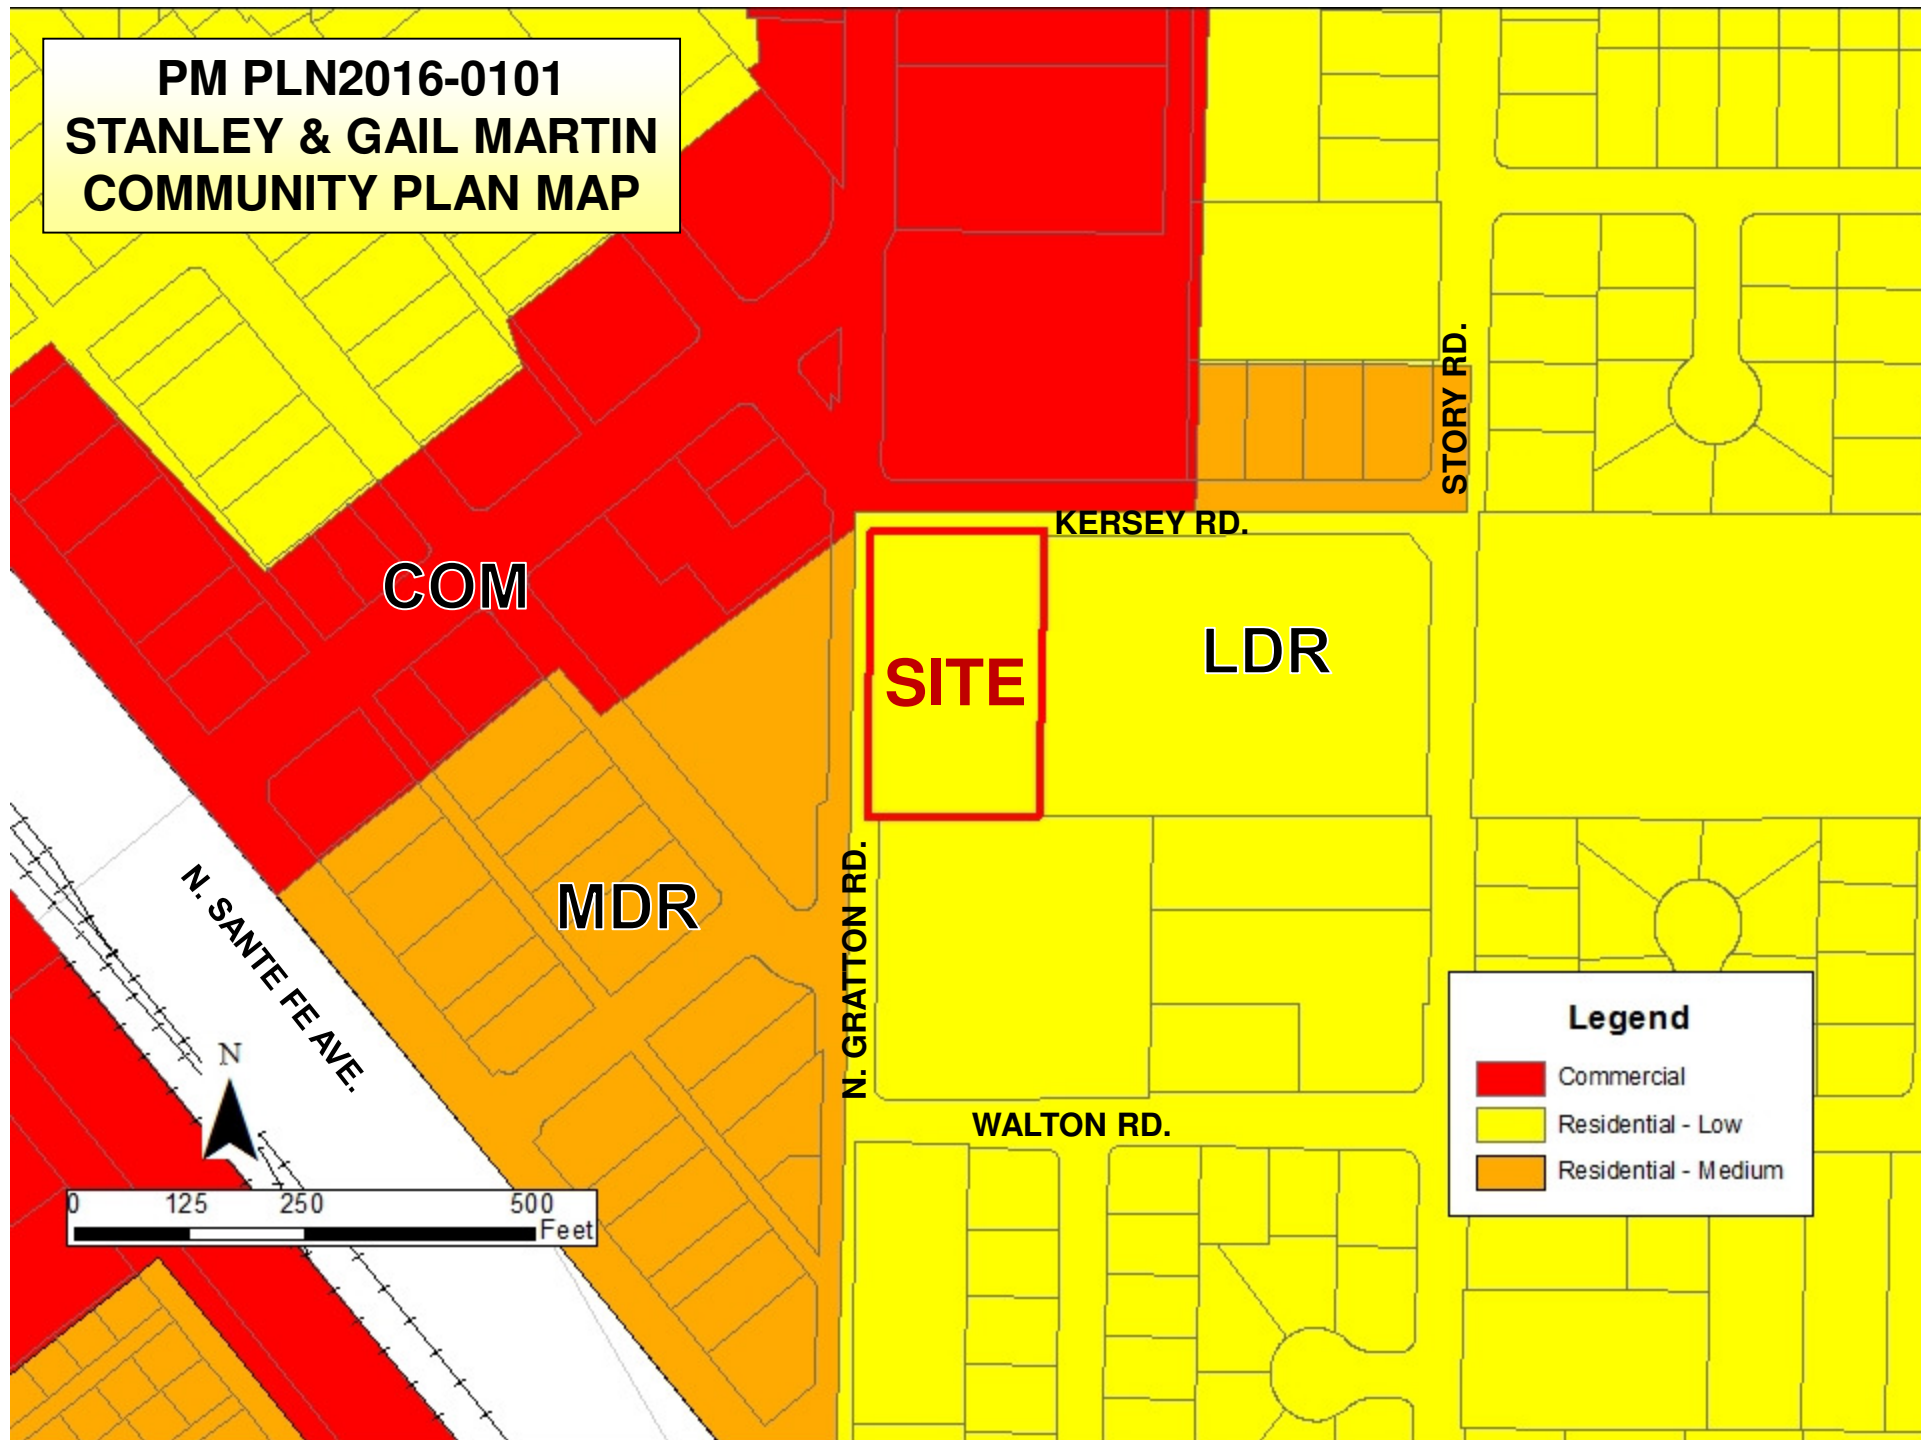 PM PLN2016-0101
STANLEY & GAIL MARTIN
COMMUNITY PLAN MAP
STORY RD.
KERSEY RD.
COM
LDR
SITE
MDR
N. GRATTON RD.
N. SANTE FE AVE.
WALTON RD.
N
0 125 250 500
Feet
Legend
Commercial
Residential - Low
Residential - Medium